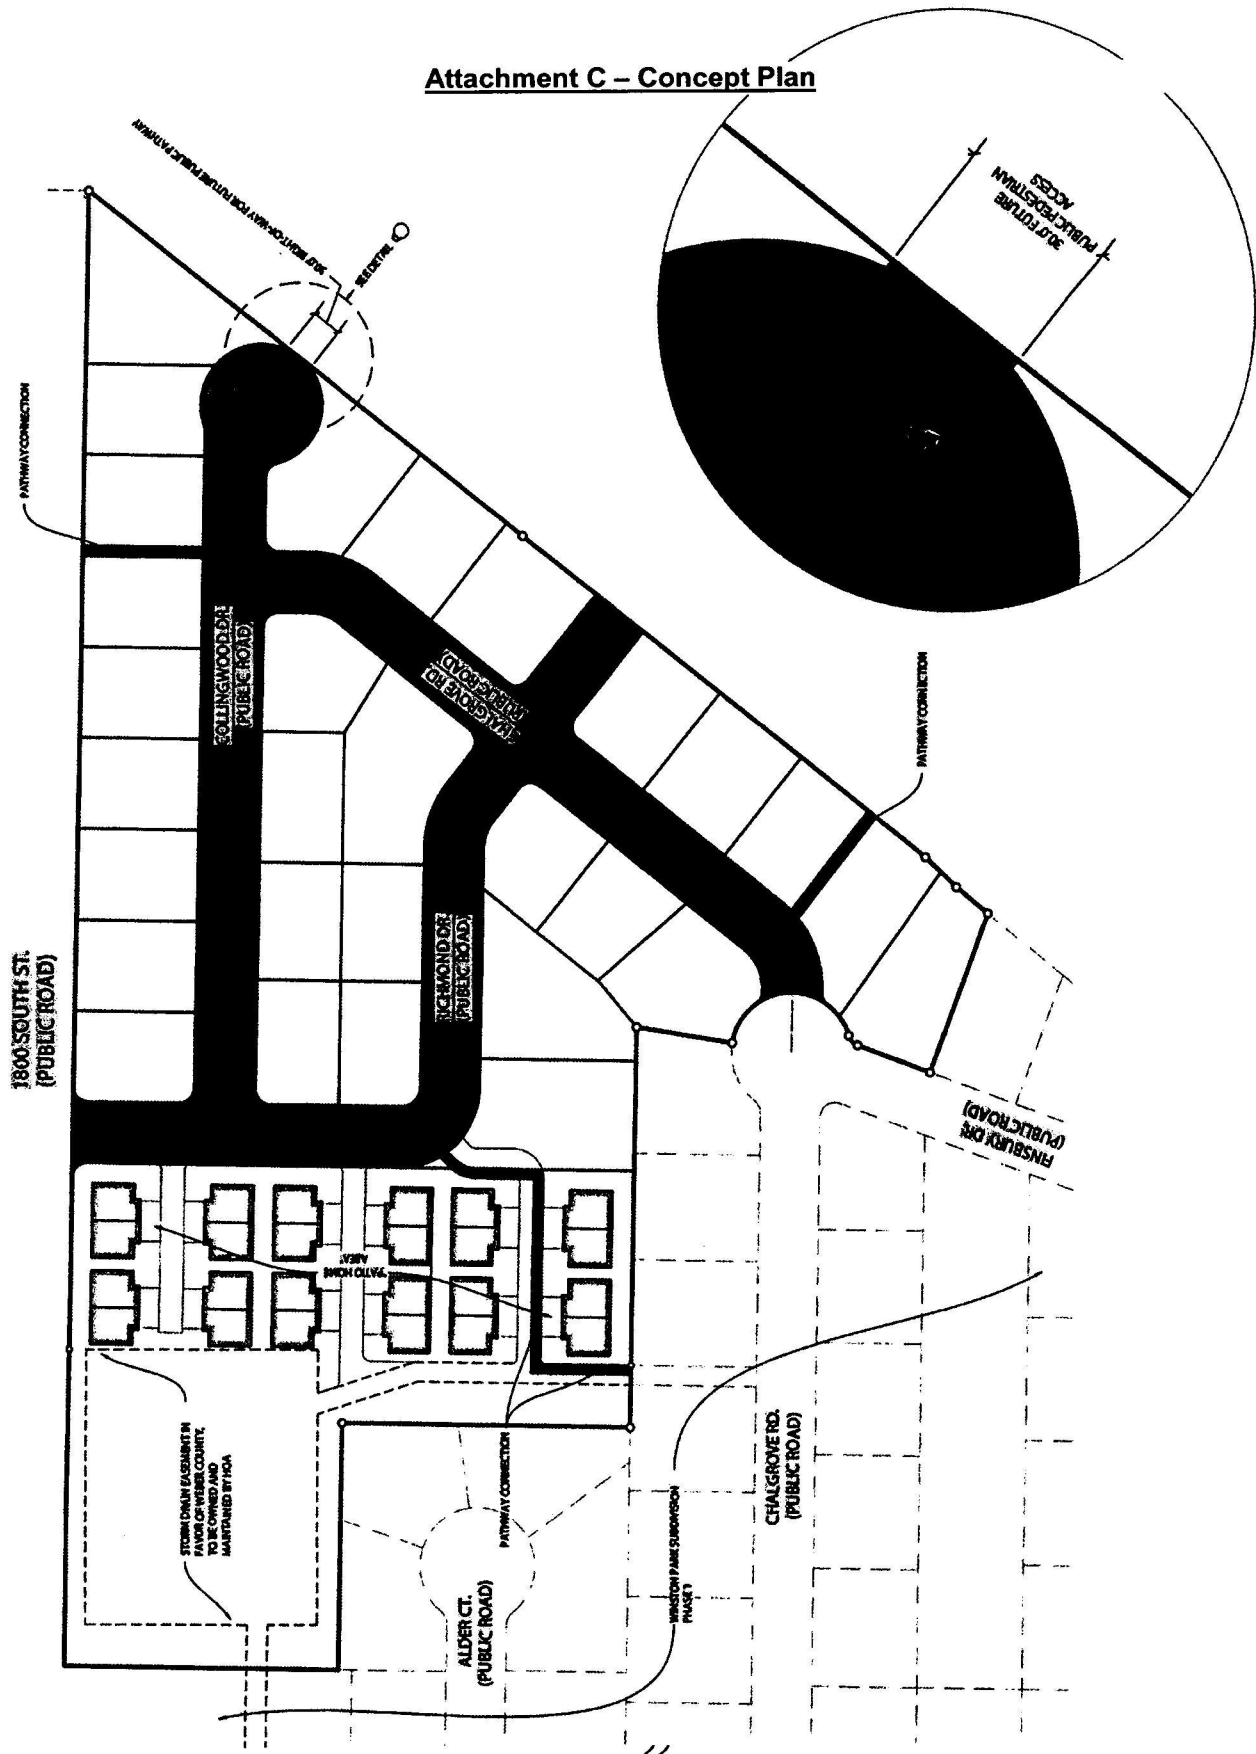 Attachment C – Concept Plan
30.0' RIGHT-OF-WAY FOR FUTURE PUBLIC PATHWAY
SEE DETAIL
30.0' FUTURE
PUBLIC PEDESTRIAN
ACCESS
PATHWAY CONNECTION
COLLINGWOOD DR.
(PUBLIC ROAD)
CHALGROVE RD.
(PUBLIC ROAD)
PATHWAY CONNECTION
RICHMOND DR.
(PUBLIC ROAD)
1800 SOUTH ST.
(PUBLIC ROAD)
FINSBURY DR.
(PUBLIC ROAD)
"PATIO HOME
AREA"
STORM DRAIN EASEMENT IN
FAVOR OF WEBER COUNTY,
TO BE OWNED AND
MAINTAINED BY HOA
PATHWAY CONNECTION
ALDER CT.
(PUBLIC ROAD)
WINSTON PARK SUBDIVISION
PHASE 1
CHALGROVE RD.
(PUBLIC ROAD)